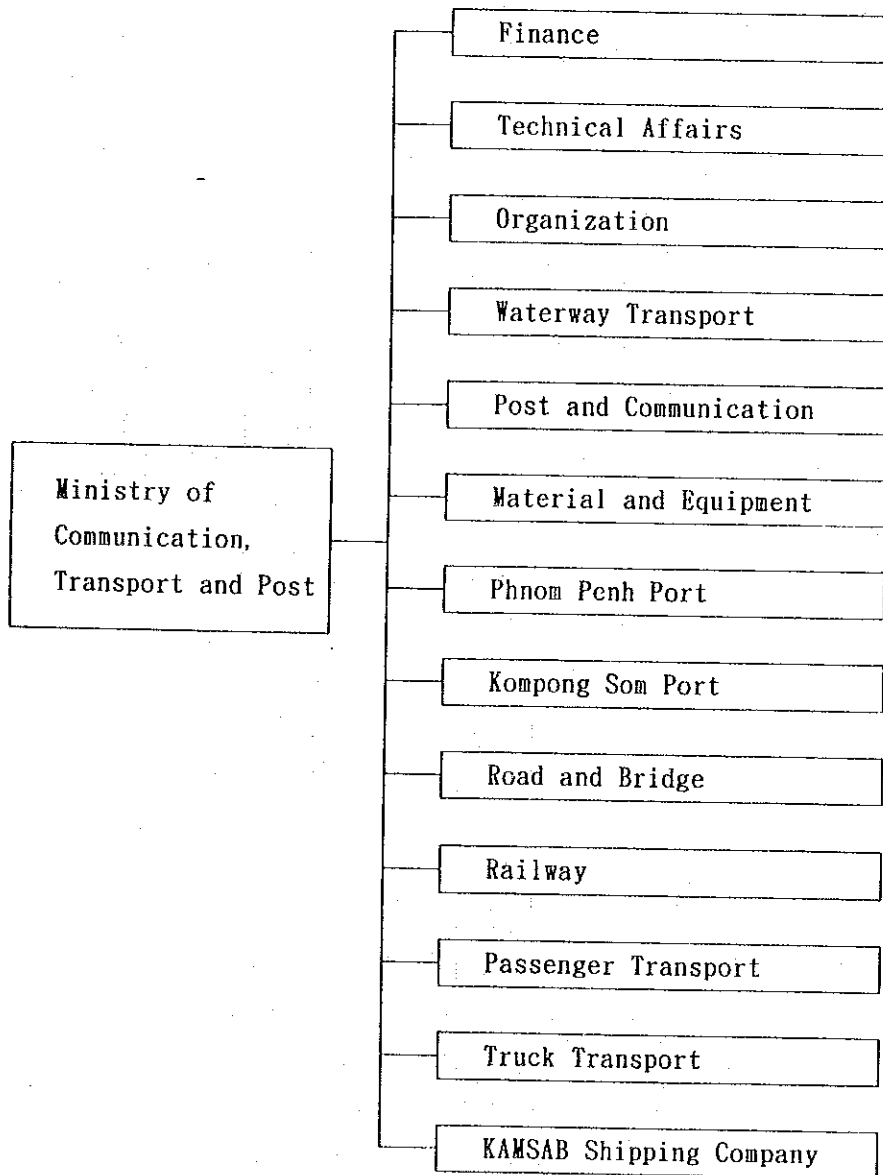 Finance
Technical Affairs
Organization
Waterway Transport
Post and Communication
Ministry of
Communication,
Transport and Post
Material and Equipment
Phnom Penh Port
Kompong Som Port
Road and Bridge
Railway
Passenger Transport
Truck Transport
KAMSAB Shipping Company